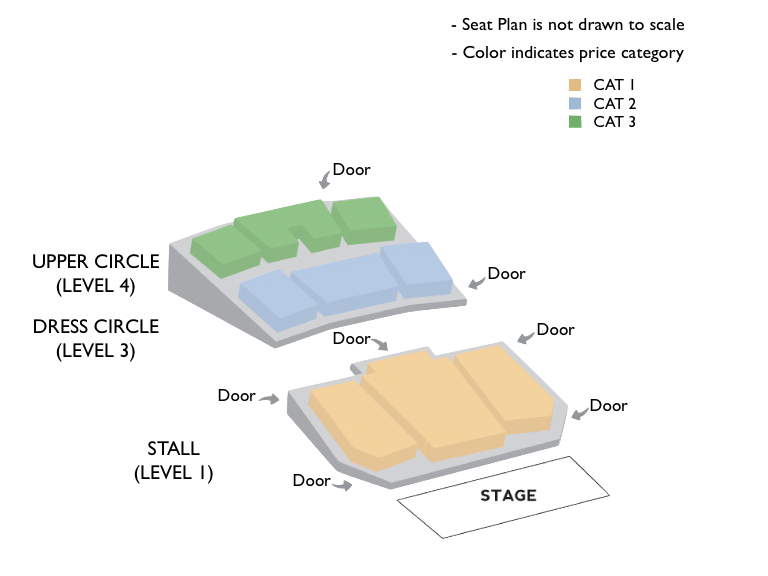 - Seat Plan is not drawn to scale
- Color indicates price category
CAT 1
CAT 2
CAT 3
Door
UPPER CIRCLE
(LEVEL 4)
Door
DRESS CIRCLE
(LEVEL 3)
Door
Door
Door
Door
STALL
(LEVEL 1)
Door
STAGE